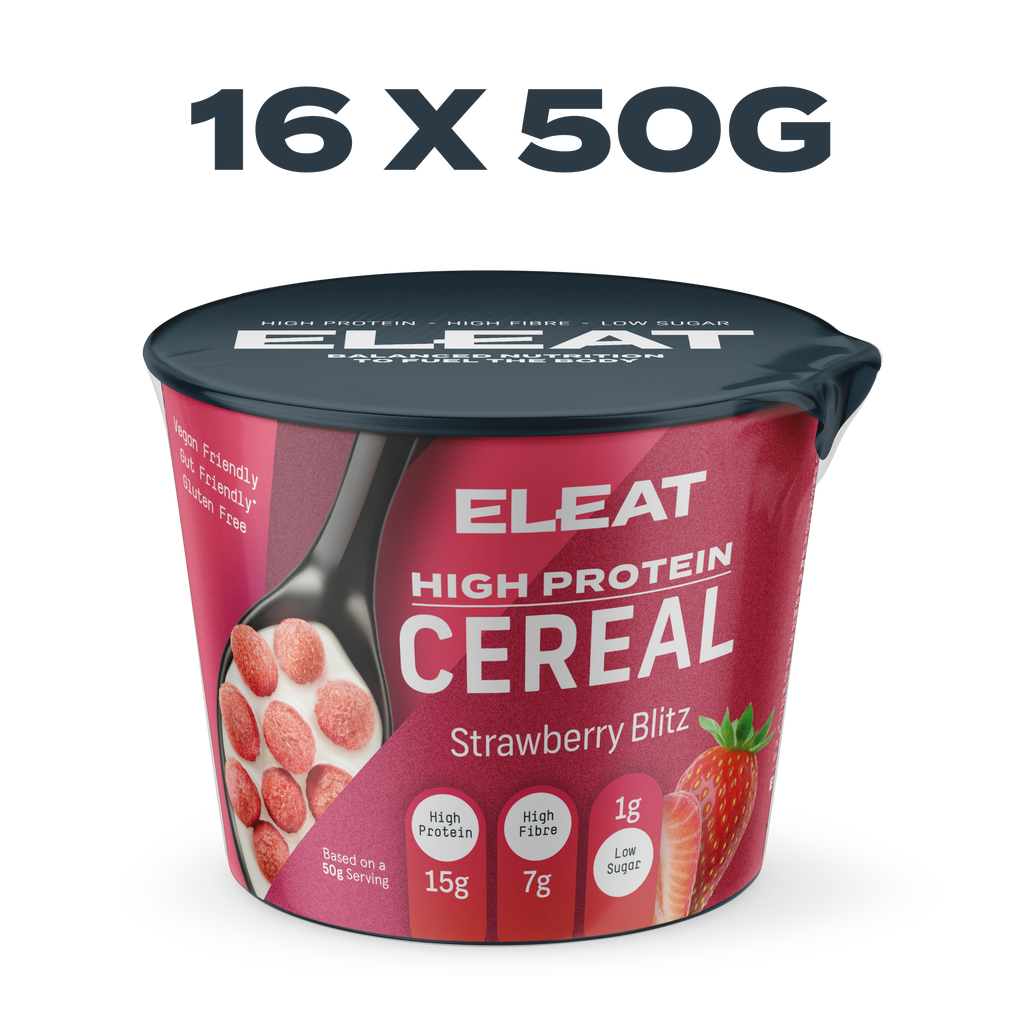 16 X 50G
HIGH PROTEIN - HIGH FIBRE - LOW SUGAR
ELEAT
BALANCED NUTRITION
TO FUEL THE BODY
Vegan Friendly
Gut Friendly*
Gluten Free
ELEAT
HIGH PROTEIN
CEREAL
Strawberry Blitz
High
Protein
15g
High
Fibre
7g
1g
Low
Sugar
Based on a
50g Serving